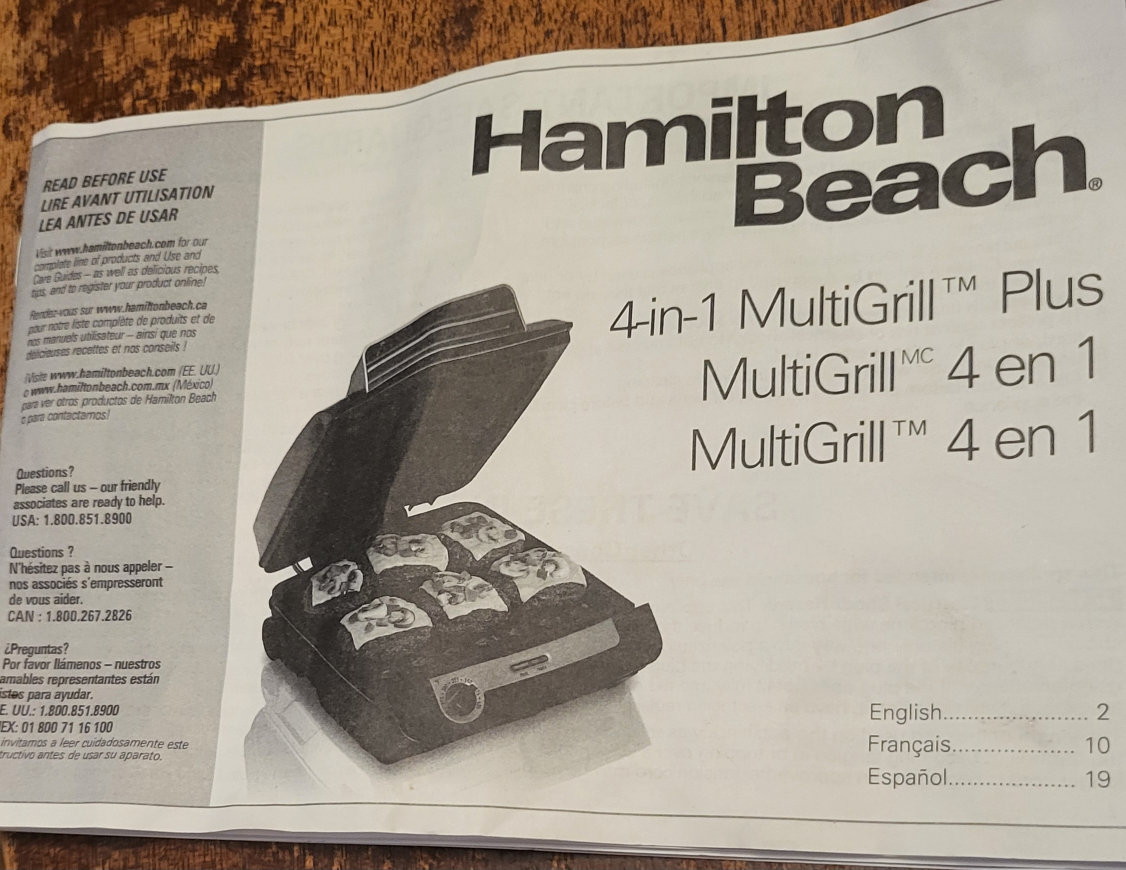 READ BEFORE USE
LIRE AVANT UTILISATION
LEA ANTES DE USAR
Visit www.hamiltonbeach.com for our
complete line of products and Use and
Care Guides – as well as delicious recipes,
tips, and to register your product online!
Rendez-vous sur www.hamiltonbeach.ca
pour notre liste complète de produits et de
nos manuels utilisateur – ainsi que nos
délicieuses recettes et nos conseils !
¡Visite www.hamiltonbeach.com (EE. UU.)
o www.hamiltonbeach.com.mx (México)
para ver otros productos de Hamilton Beach
o para contactarnos!
Questions?
Please call us – our friendly
associates are ready to help.
USA: 1.800.851.8900
Questions ?
N'hésitez pas à nous appeler –
nos associés s'empresseront
de vous aider.
CAN : 1.800.267.2826
¿Preguntas?
Por favor llámenos – nuestros
amables representantes están
istos para ayudar.
E. UU.: 1.800.851.8900
EX: 01 800 71 16 100
invitamos a leer cuidadosamente este
tructivo antes de usar su aparato.
Hamilton
Beach®
4-in-1 MultiGrill™ Plus
MultiGrill MC 4 en 1
MultiGrill™ 4 en 1
English........................ 2
Français.................... 10
Español..................... 19